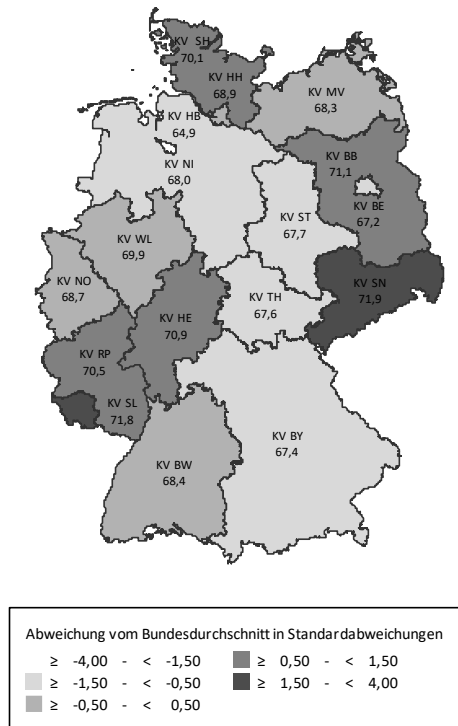 KV SH
70,1
KV HH
68,9
KV MV
68,3
KV HB
64,9
KV BB
71,1
KV NI
68,0
KV BE
67,2
KV ST
67,7
KV WL
69,9
KV NO
68,7
KV SN
71,9
KV TH
67,6
KV HE
70,9
KV RP
70,5
KV SL
71,8
KV BY
67,4
KV BW
68,4
Abweichung vom Bundesdurchschnitt in Standardabweichungen
≥ -4,00 - < -1,50
≥ -1,50 - < -0,50
≥ -0,50 - < 0,50
≥ 0,50 - < 1,50
≥ 1,50 - < 4,00